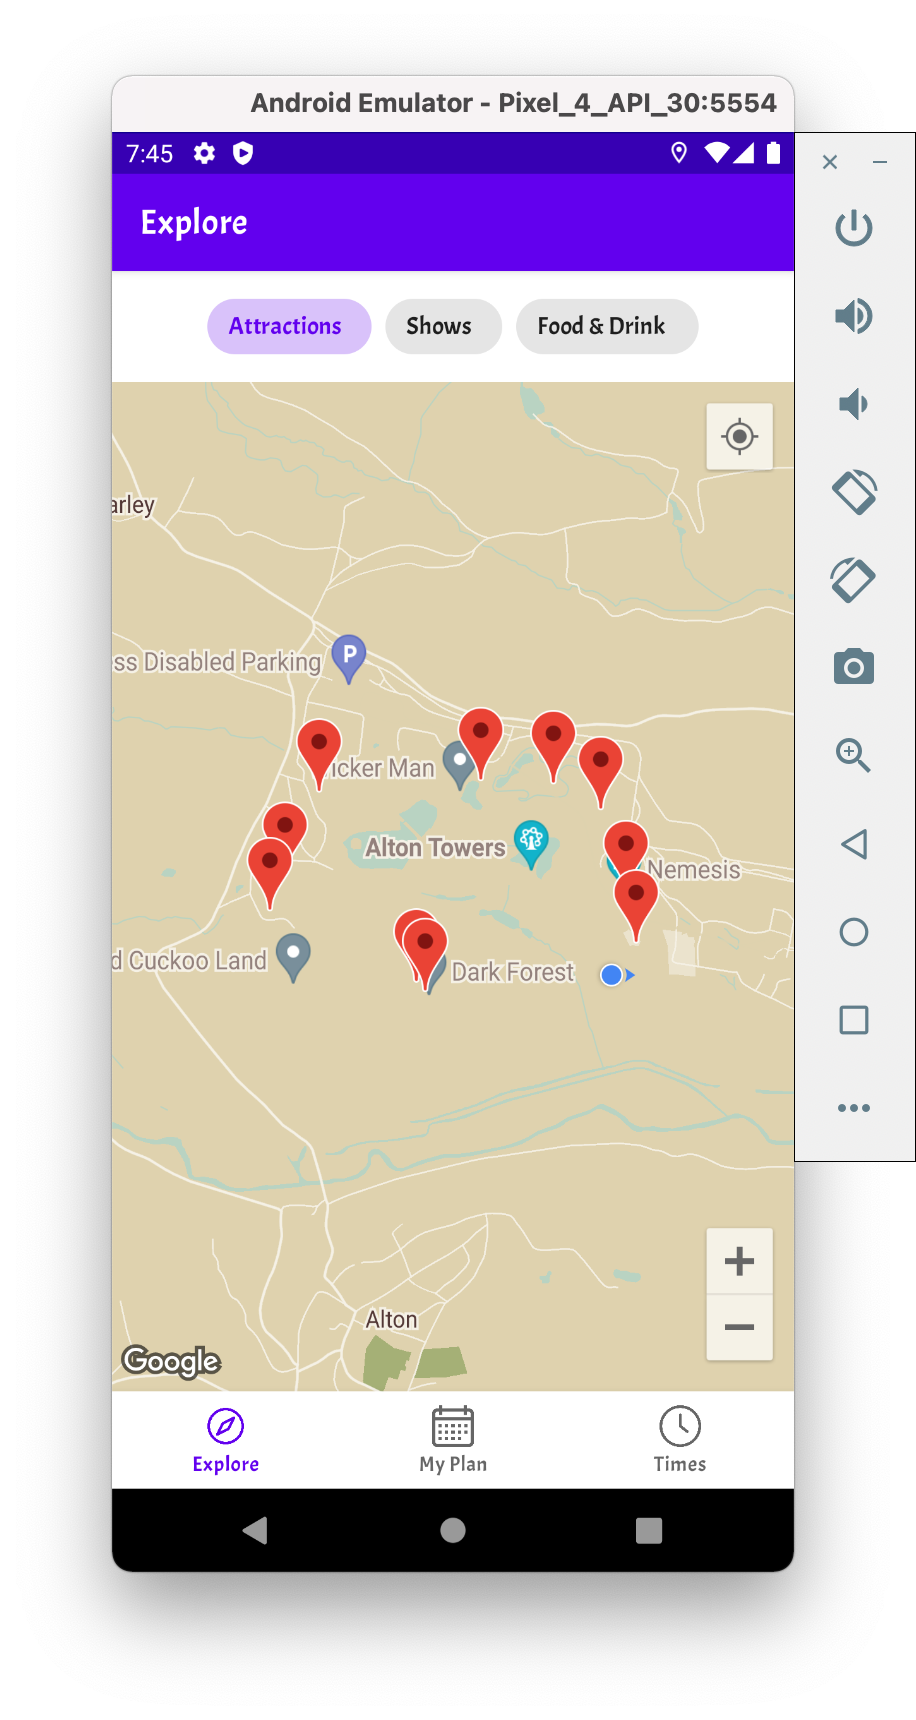 Android Emulator - Pixel_4_API_30:5554
7:45
Explore
Attractions
Shows
Food & Drink
arley
ss Disabled Parking
P
icker Man
Alton Towers
Nemesis
d Cuckoo Land
Dark Forest
Alton
Google
Explore
My Plan
Times